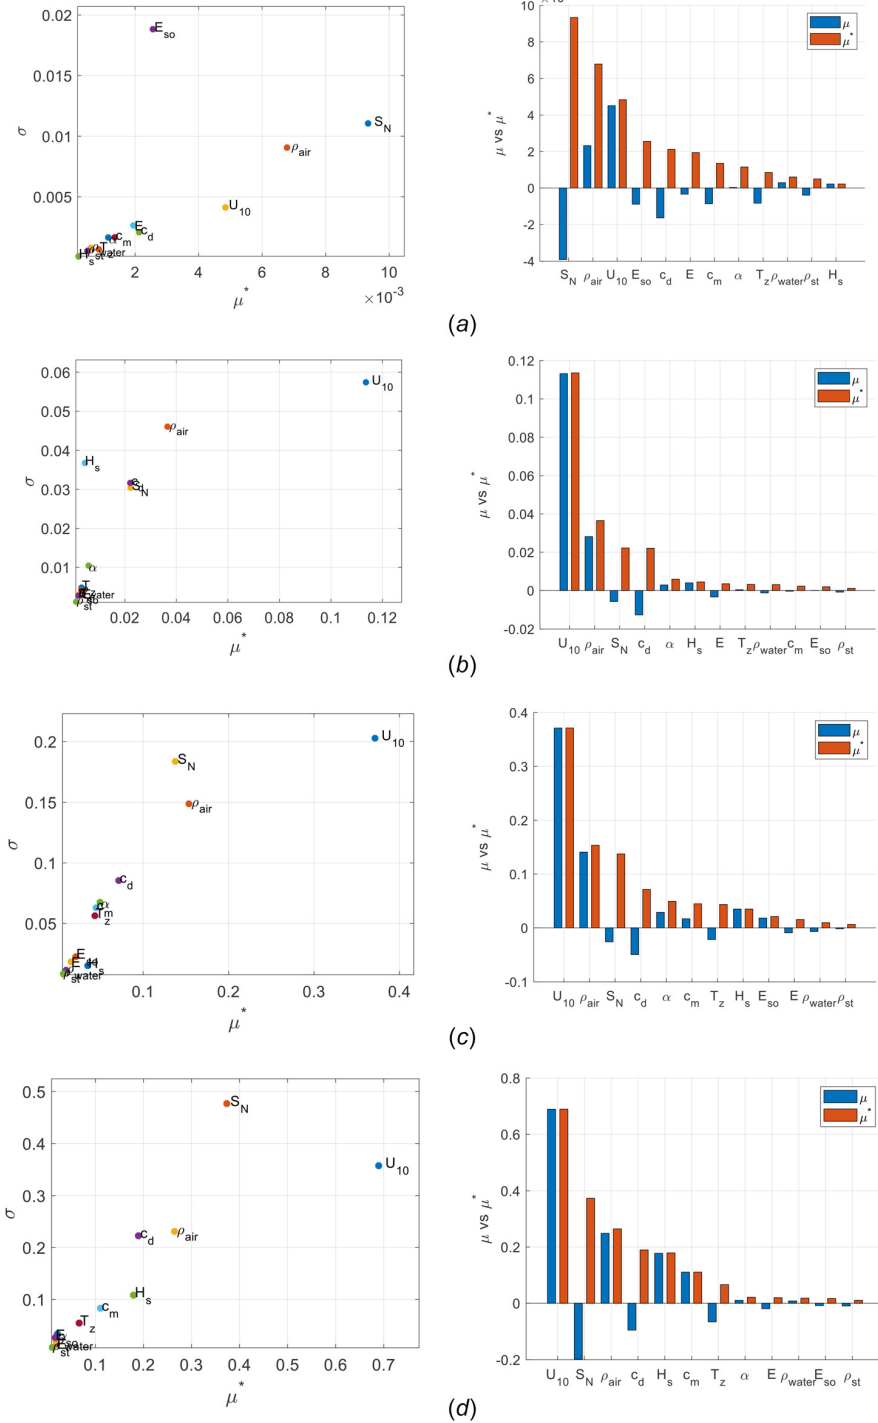 0.02
0.015
0.01
0.005
σ
E_so
S_N
ρ_air
U_10
E
c_d
c_m
α
T_z
ρ_water
H_s
2 4 6 8 10
×10^-3
μ*
10
8
6
4
2
0
-2
-4
μ vs μ*
μ
μ*
S_N ρ_air U_10 E_so c_d E c_m α T_z ρ_water ρ_st H_s
(a)
0.06
0.05
0.04
0.03
0.02
0.01
σ
U_10
ρ_air
H_s
S_N
α
0.02 0.04 0.06 0.08 0.1 0.12
μ*
0.12
0.1
0.08
0.06
0.04
0.02
0
-0.02
μ vs μ*
μ
μ*
U_10 ρ_air S_N c_d α H_s E T_z ρ_water c_m E_so ρ_st
(b)
0.2
0.15
0.1
0.05
σ
U_10
S_N
ρ_air
c_d
α
T_z
E
H_s
0.1 0.2 0.3 0.4
μ*
0.4
0.3
0.2
0.1
0
-0.1
μ vs μ*
μ
μ*
U_10 ρ_air S_N c_d α c_m T_z H_s E_so E ρ_water ρ_st
(c)
0.5
0.4
0.3
0.2
0.1
σ
S_N
U_10
ρ_air
c_d
H_s
c_m
T_z
0.1 0.2 0.3 0.4 0.5 0.6 0.7
μ*
0.8
0.6
0.4
0.2
0
-0.2
μ vs μ*
μ
μ*
U_10 S_N ρ_air c_d H_s c_m T_z α E ρ_water E_so ρ_st
(d)